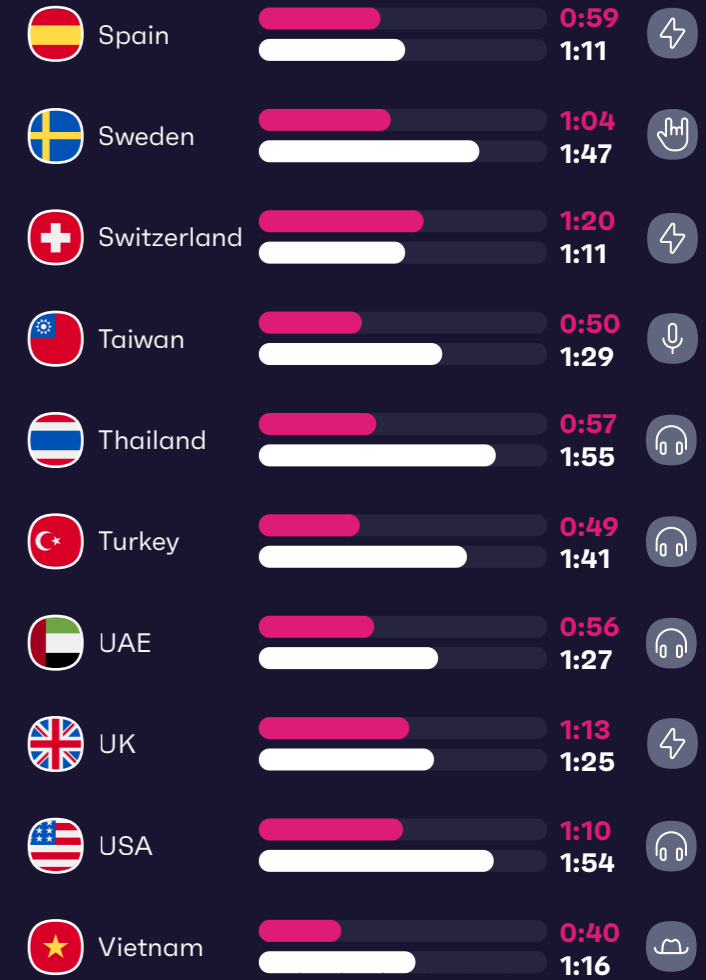 Spain
0:59
1:11
Sweden
1:04
1:47
Switzerland
1:20
1:11
Taiwan
0:50
1:29
Thailand
0:57
1:55
Turkey
0:49
1:41
UAE
0:56
1:27
UK
1:13
1:25
USA
1:10
1:54
Vietnam
0:40
1:16